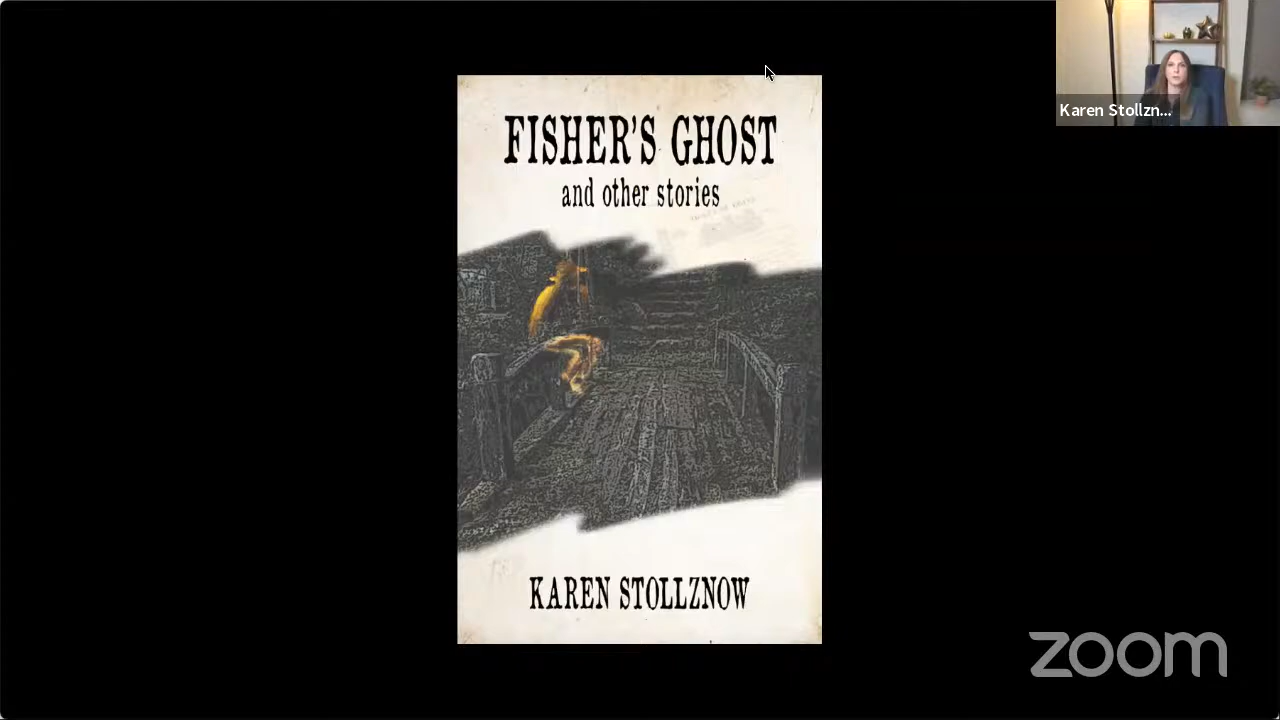 FISHER'S GHOST
and other stories
KAREN STOLLZNOW
Karen Stollzn...
zoom